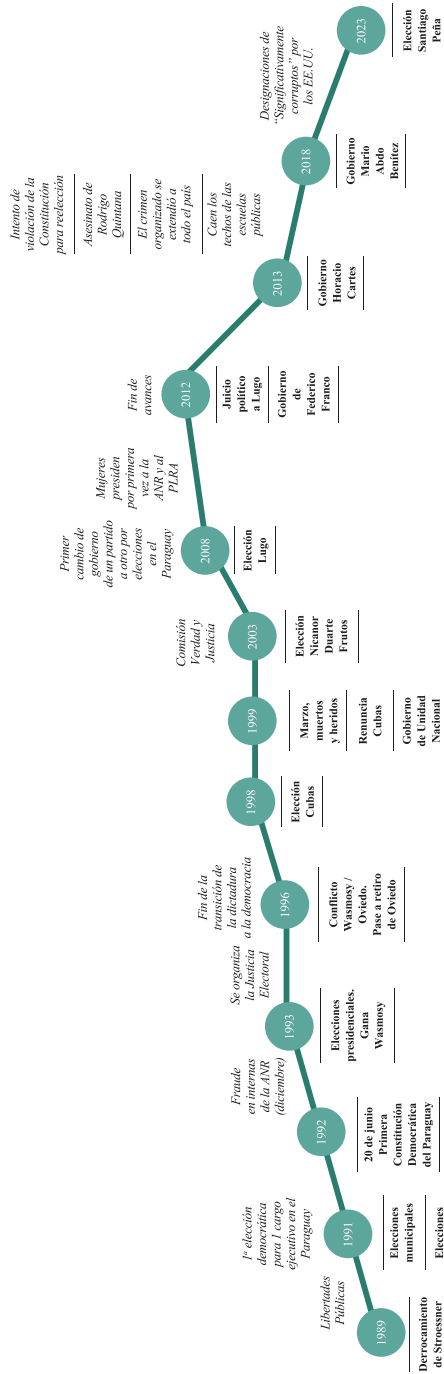 Libertades
Públicas
1989
Derrocamiento
de Stroessner
1ª elección
democrática
para 1 cargo
ejecutivo en el
Paraguay
1991
Elecciones
municipales
Elecciones
Fraude
en internas
de la ANR
(diciembre)
1992
20 de junio
Primera
Constitución
Democrática
del Paraguay
Se organiza
la Justicia
Electoral
1993
Elecciones
presidenciales.
Gana
Wasmosy
Fin de la
transición de
la dictadura
a la democracia
1996
Conflicto
Wasmosy /
Oviedo.
Pase a retiro
de Oviedo
1998
Elección
Cubas
1999
Marzo,
muertos
y heridos
Renuncia
Cubas
Gobierno
de Unidad
Nacional
Comisión
Verdad y
Justicia
2003
Elección
Nicanor
Duarte
Frutos
Primer
cambio de
gobierno
de un partido
a otro por
elecciones
en el
Paraguay
2008
Elección
Lugo
Mujeres
presiden
por primera
vez a la
ANR y al
PLRA
Fin de
avances
2012
Juicio
político
a Lugo
Gobierno
de
Federico
Franco
2013
Gobierno
Horacio
Cartes
Intento de
violación de la
Constitución
para reelección
Asesinato de
Rodrigo
Quintana
El crimen
organizado se
extendió a
todo el país
Caen los
techos de las
escuelas
públicas
2018
Gobierno
Mario
Abdo
Benítez
Designaciones de
“Significativamente
corruptos” por
los EE.UU.
2023
Elección
Santiago
Peña